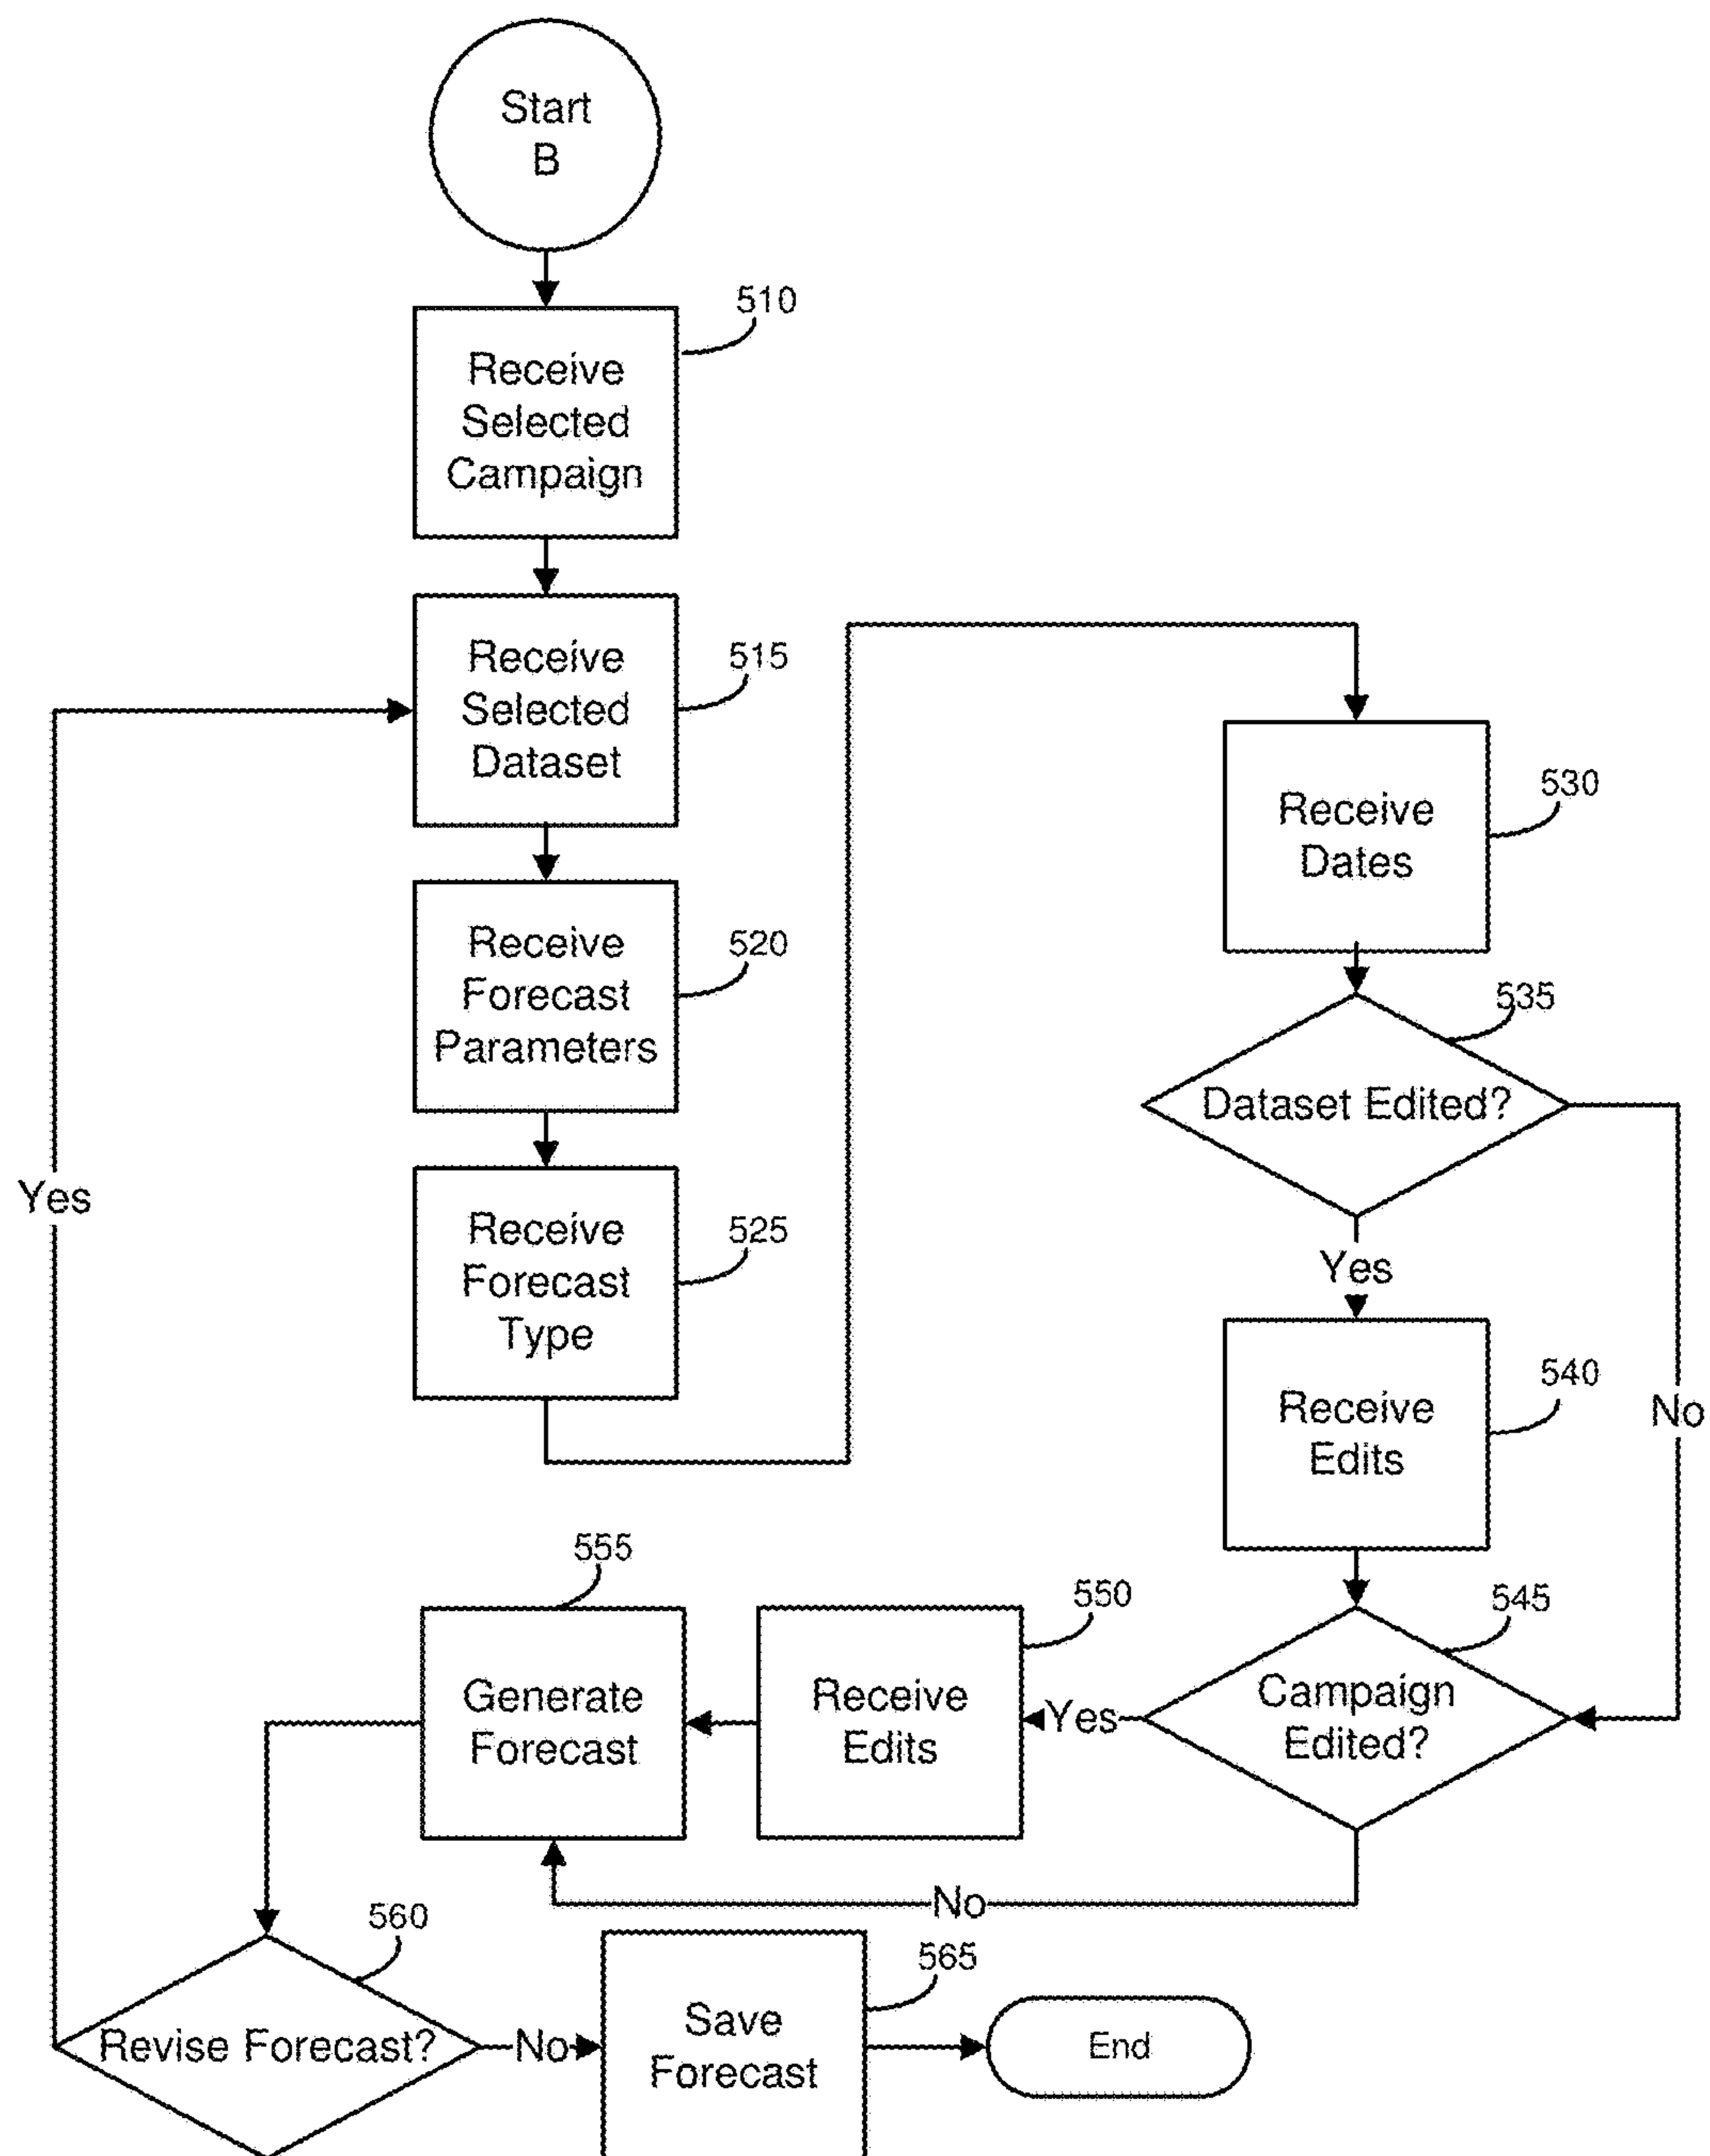 Start
B
510
Receive
Selected
Campaign
515
Receive
Selected
Dataset
520
Receive
Forecast
Parameters
525
Receive
Forecast
Type
530
Receive
Dates
535
Dataset Edited?
Yes
No
540
Receive
Edits
545
Campaign
Edited?
Yes
No
550
Receive
Edits
555
Generate
Forecast
560
Revise Forecast?
Yes
No
565
Save
Forecast
End